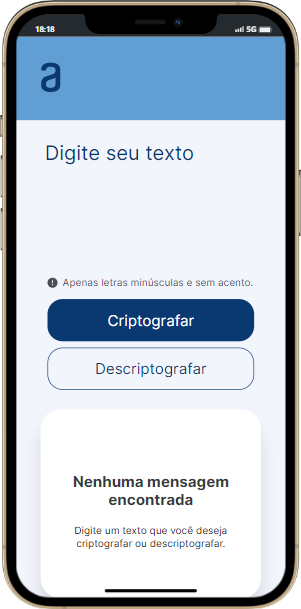 18:18
5G
a
Digite seu texto
Apenas letras minúsculas e sem acento.
Criptografar
Descriptografar
Nenhuma mensagem
encontrada
Digite um texto que você deseja
criptografar ou descriptografar.